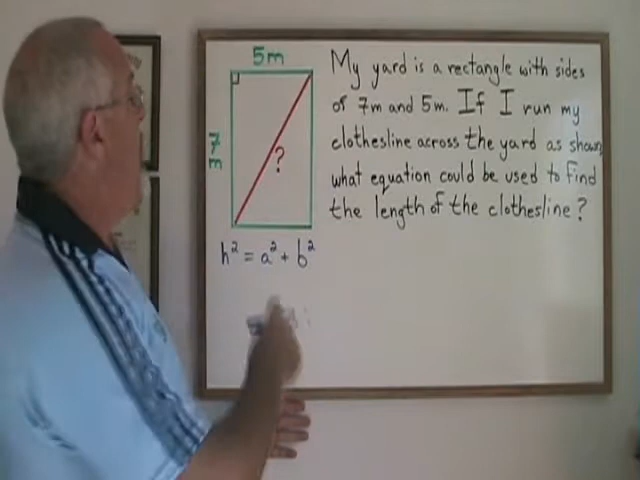 5m
7
m
?
My yard is a rectangle with sides
of 7m and 5m. If I run my
clothesline across the yard as shown,
what equation could be used to find
the length of the clothesline?
h² = a² + b²